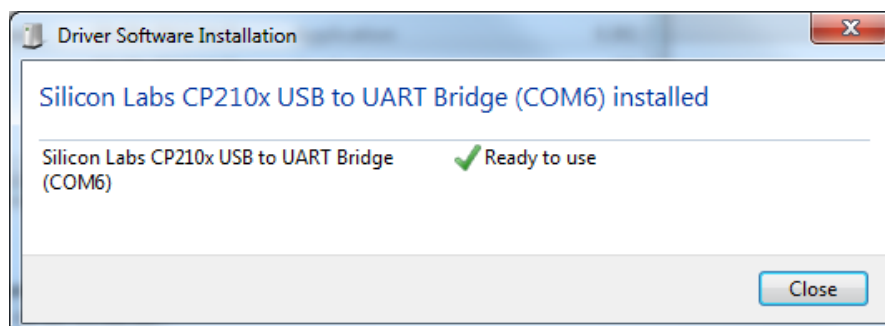 Driver Software Installation
Silicon Labs CP210x USB to UART Bridge (COM6) installed
Silicon Labs CP210x USB to UART Bridge
(COM6)
Ready to use
Close